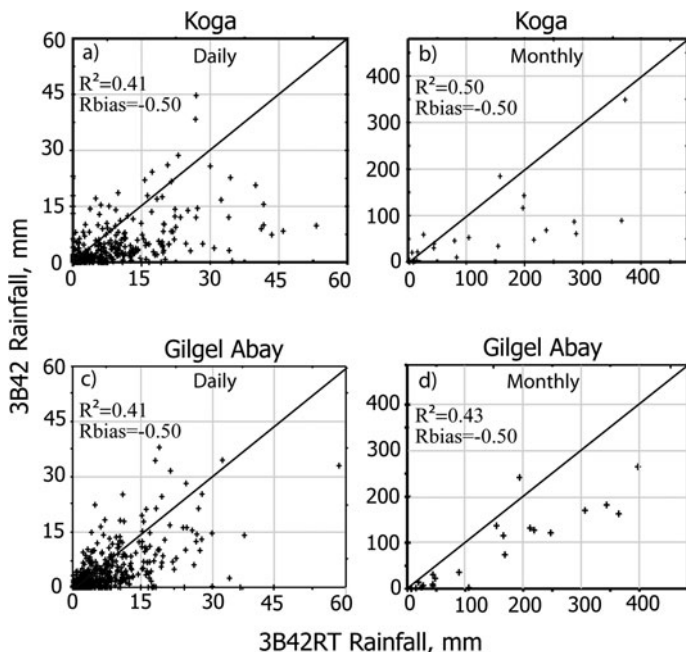 Koga
Koga
a)
Daily
R²=0.41
Rbias=-0.50
60
45
30
15
0
0
15
30
45
60
b)
Monthly
R²=0.50
Rbias=-0.50
400
300
200
100
0
0
100
200
300
400
3B42 Rainfall, mm
Gilgel Abay
Gilgel Abay
c)
Daily
R²=0.41
Rbias=-0.50
60
45
30
15
0
0
15
30
45
60
d)
Monthly
R²=0.43
Rbias=-0.50
400
300
200
100
0
0
100
200
300
400
3B42RT Rainfall, mm